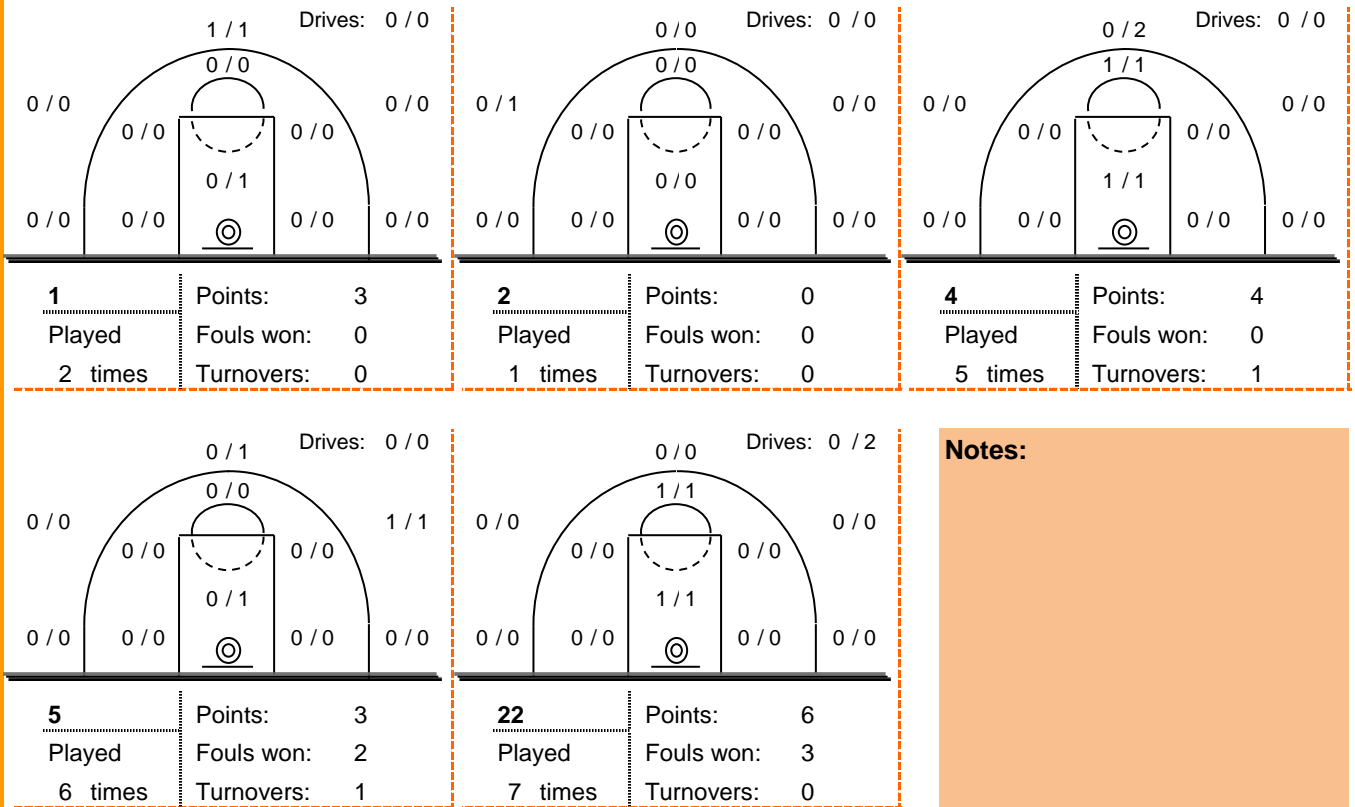 1 / 1 Drives: 0 / 0
0 / 0
0 / 0 0 / 0
0 / 0 0 / 0
0 / 1
0 / 0 0 / 0 0 / 0 0 / 0
1 Points: 3
Played Fouls won: 0
2 times Turnovers: 0
0 / 0 Drives: 0 / 0
0 / 0
0 / 1 0 / 0
0 / 0 0 / 0
0 / 0
0 / 0 0 / 0 0 / 0 0 / 0
2 Points: 0
Played Fouls won: 0
1 times Turnovers: 0
0 / 2 Drives: 0 / 0
1 / 1
0 / 0 0 / 0
0 / 0 0 / 0
1 / 1
0 / 0 0 / 0 0 / 0 0 / 0
4 Points: 4
Played Fouls won: 0
5 times Turnovers: 1
0 / 1 Drives: 0 / 0
0 / 0
0 / 0 1 / 1
0 / 0 0 / 0
0 / 1
0 / 0 0 / 0 0 / 0 0 / 0
5 Points: 3
Played Fouls won: 2
6 times Turnovers: 1
0 / 0 Drives: 0 / 2
1 / 1
0 / 0 0 / 0
0 / 0 0 / 0
1 / 1
0 / 0 0 / 0 0 / 0 0 / 0
22 Points: 6
Played Fouls won: 3
7 times Turnovers: 0
Notes: